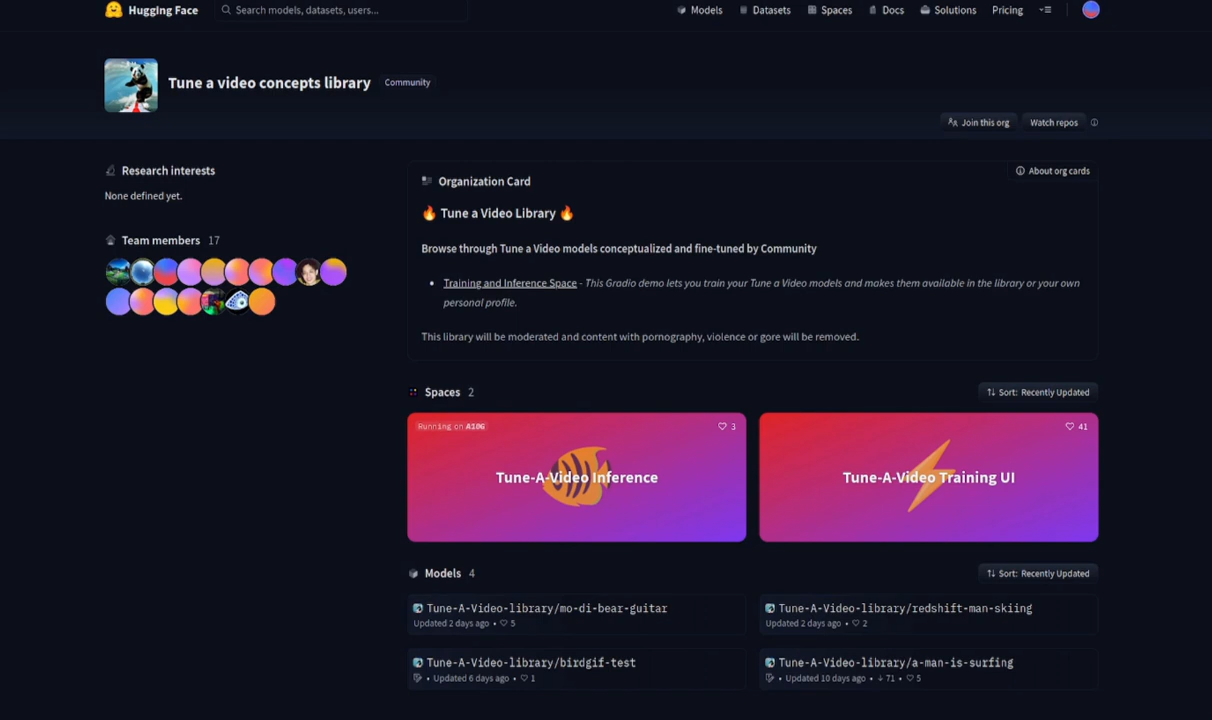 Hugging Face
Search models, datasets, users...
Models
Datasets
Spaces
Docs
Solutions
Pricing
Tune a video concepts library
Community
Join this org
Watch repos
Research interests
None defined yet.
Team members 17
Organization Card
About org cards
🔥 Tune a Video Library 🔥
Browse through Tune a Video models conceptualized and fine-tuned by Community
• Training and Inference Space - This Gradio demo lets you train your Tune a Video models and makes them available in the library or your own
personal profile.
This library will be moderated and content with pornography, violence or gore will be removed.
Spaces 2
Sort: Recently Updated
Running on A10G
3
Tune-A-Video Inference
41
Tune-A-Video Training UI
Models 4
Sort: Recently Updated
Tune-A-Video-library/mo-di-bear-guitar
Updated 2 days ago • ♡ 5
Tune-A-Video-library/redshift-man-skiing
Updated 2 days ago • ♡ 2
Tune-A-Video-library/birdgif-test
• Updated 6 days ago • ♡ 1
Tune-A-Video-library/a-man-is-surfing
• Updated 10 days ago • ↓ 71 • ♡ 5